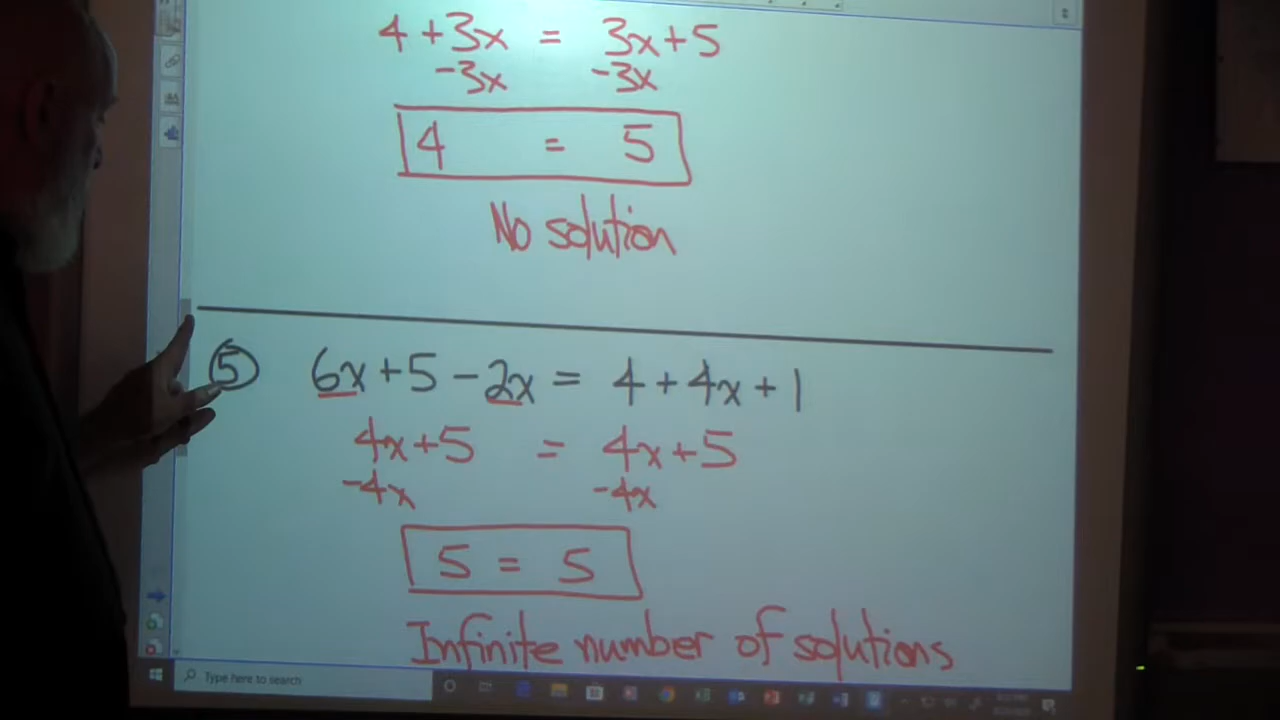 4 + 3x = 3x + 5
-3x -3x
4 = 5
No solution
5 6x + 5 - 2x = 4 + 4x + 1
4x + 5 = 4x + 5
-4x -4x
5 = 5
Infinite number of solutions
Type here to search